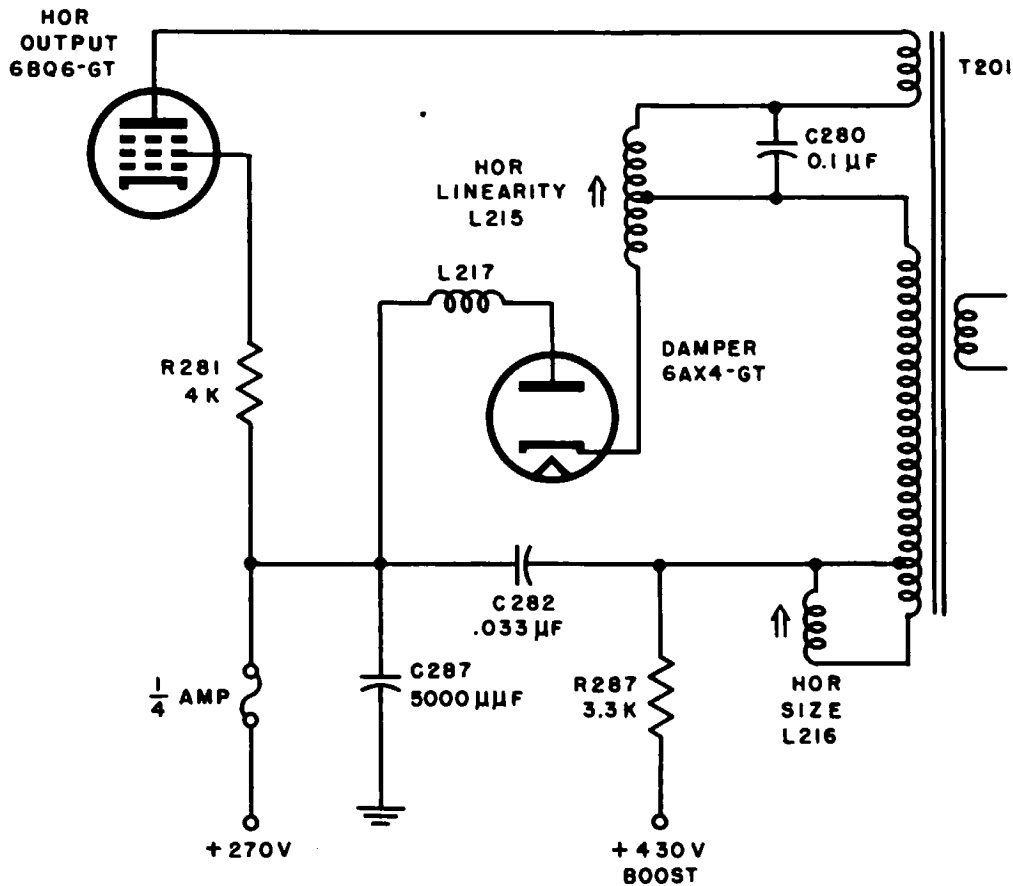 HOR
OUTPUT
6BQ6-GT
T201
C280
0.1 µF
HOR
LINEARITY
L215
L217
R281
4 K
DAMPER
6AX4-GT
C282
.033 µF
C287
5000 µµF
1/4 AMP
R287
3.3K
HOR
SIZE
L216
+270V
+430V
BOOST